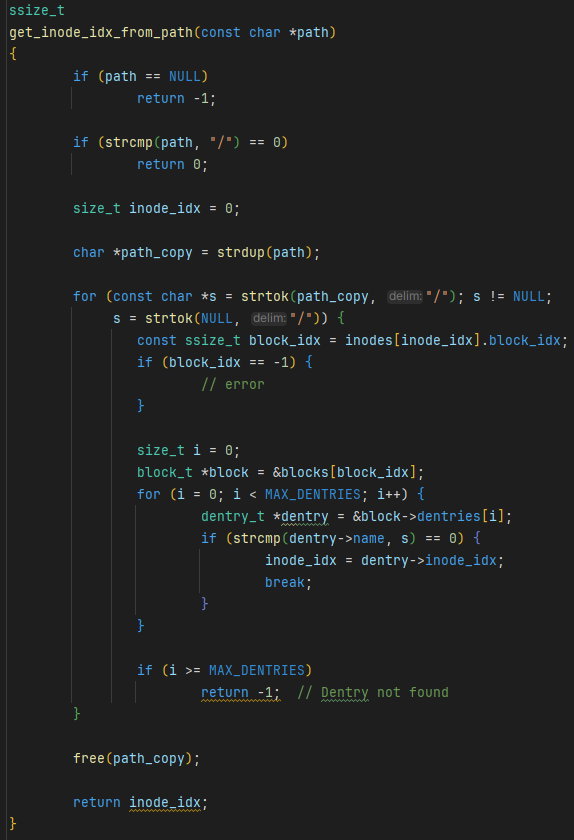 ssize_t
get_inode_idx_from_path(const char *path)
{
        if (path == NULL)
                return -1;

        if (strcmp(path, "/") == 0)
                return 0;

        size_t inode_idx = 0;

        char *path_copy = strdup(path);

        for (const char *s = strtok(path_copy, delim: "/"); s != NULL;
             s = strtok(NULL, delim: "/")) {
                const ssize_t block_idx = inodes[inode_idx].block_idx;
                if (block_idx == -1) {
                        // error
                }

                size_t i = 0;
                block_t *block = &blocks[block_idx];
                for (i = 0; i < MAX_DENTRIES; i++) {
                        dentry_t *dentry = &block->dentries[i];
                        if (strcmp(dentry->name, s) == 0) {
                                inode_idx = dentry->inode_idx;
                                break;
                        }
                }

                if (i >= MAX_DENTRIES)
                        return -1;  // Dentry not found
        }

        free(path_copy);

        return inode_idx;
}